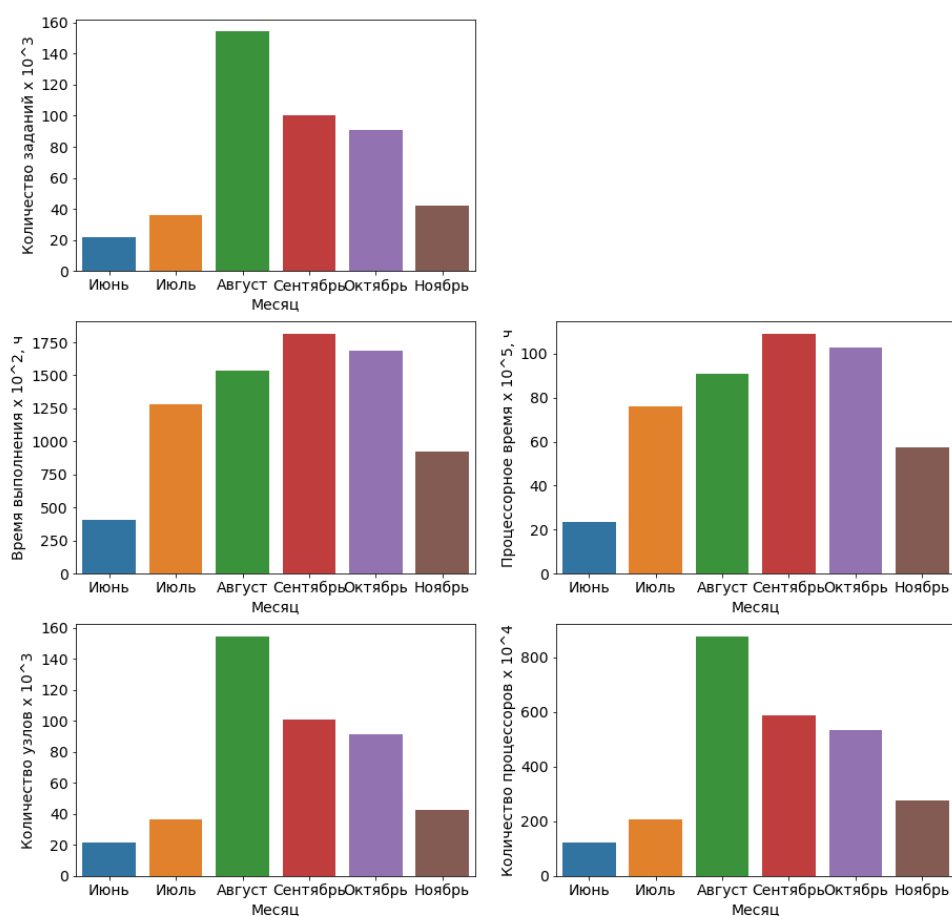 Количество заданий x 10^3
160
140
120
100
80
60
40
20
0
Июнь Июль Август Сентябрь Октябрь Ноябрь
Месяц
Время выполнения x 10^2, ч
1750
1500
1250
1000
750
500
250
0
Июнь Июль Август Сентябрь Октябрь Ноябрь
Месяц
Процессорное время x 10^5, ч
100
80
60
40
20
0
Июнь Июль Август Сентябрь Октябрь Ноябрь
Месяц
Количество узлов x 10^3
160
140
120
100
80
60
40
20
0
Июнь Июль Август Сентябрь Октябрь Ноябрь
Месяц
Количество процессоров x 10^4
800
600
400
200
0
Июнь Июль Август Сентябрь Октябрь Ноябрь
Месяц